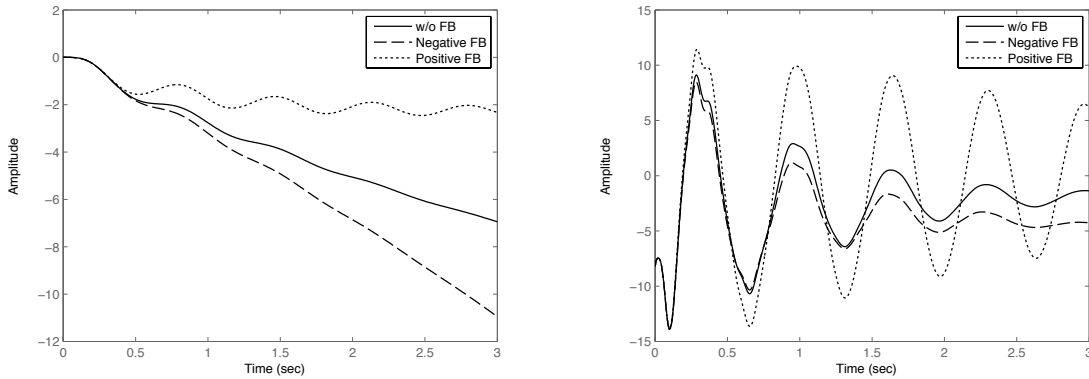 2
0
−2
−4
−6
−8
−10
−12
0
0.5
1
1.5
2
2.5
3
Time (sec)
Amplitude
w/o FB
Negative FB
Positive FB
15
10
5
0
−5
−10
−15
0
0.5
1
1.5
2
2.5
3
Time (sec)
Amplitude
w/o FB
Negative FB
Positive FB